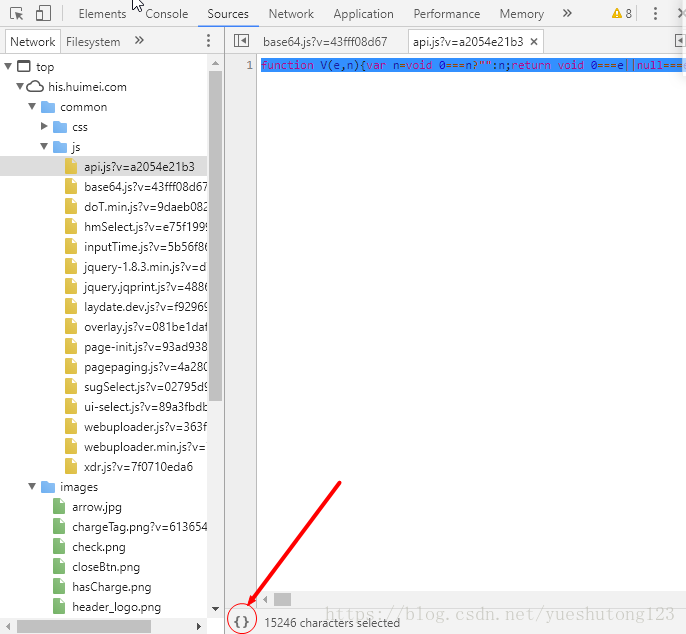 Elements Console Sources Network Application Performance Memory » 8
Network Filesystem » base64.js?v=43fff08d67 api.js?v=a2054e21b3 ×
top
his.huimei.com
common
css
js
api.js?v=a2054e21b3
base64.js?v=43fff08d67
doT.min.js?v=9daeb082
hmSelect.js?v=e75f1999
inputTime.js?v=5b56f86
jquery-1.8.3.min.js?v=d
jquery.jqprint.js?v=4886
laydate.dev.js?v=f92969
overlay.js?v=081be1daf
page-init.js?v=93ad938
pagepaging.js?v=4a280
sugSelect.js?v=02795d9
ui-select.js?v=89a3fbdb
webuploader.js?v=363f
webuploader.min.js?v=
xdr.js?v=7f0710eda6
images
arrow.jpg
chargeTag.png?v=613654
check.png
closeBtn.png
hasCharge.png
header_logo.png
1 function V(e,n){var n=void 0===n?"":n;return void 0===e||null===
{} 15246 characters selected
https://blog.csdn.net/yueshutong123